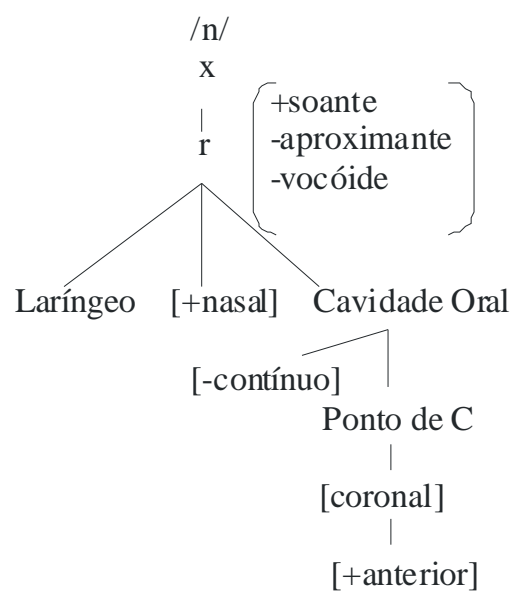 /n/
x
+soante
r
-aproximante
-vocóide
Laríngeo [+nasal] Cavidade Oral
[-contínuo]
Ponto de C
[coronal]
[+anterior]